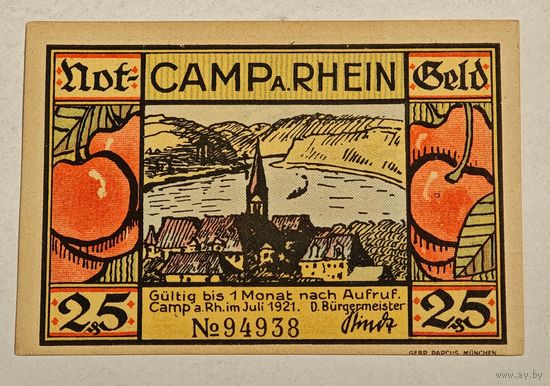 Not-
CAMP A. RHEIN
Geld
Gültig bis 1 Monat nach Aufruf.
Camp a. Rh. im Juli 1921. D. Bürgermeister
25 25
No 94938
GEBR. PARCUS, MÜNCHEN
www.ay.by